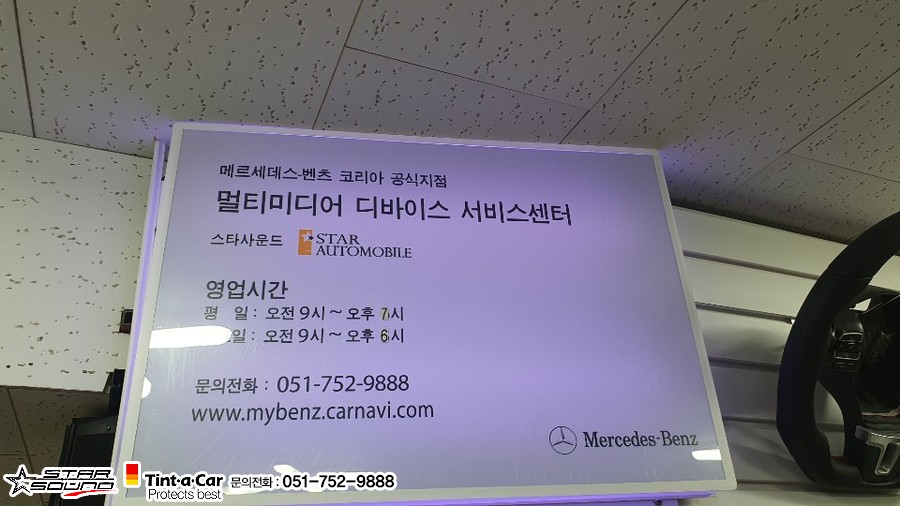 메르세데스-벤츠 코리아 공식지점
멀티미디어 디바이스 서비스센터
스타사운드 STAR AUTOMOBILE
영업시간
평 일 : 오전 9시 ~ 오후 7시
일 : 오전 9시 ~ 오후 6시
문의전화 : 051-752-9888
www.mybenz.carnavi.com
Mercedes-Benz
STAR SOUND
Tint-a-Car
Protects best
문의전화 : 051-752-9888